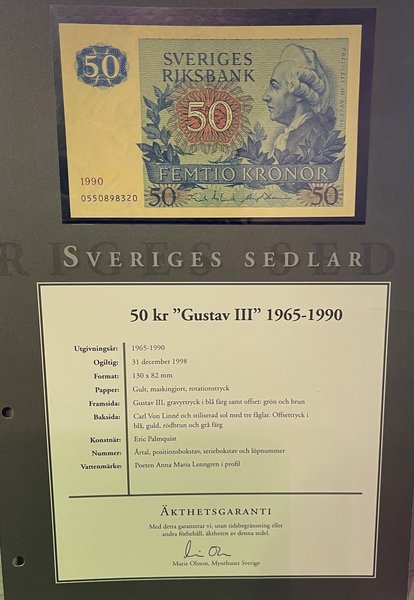 50
SVERIGES
RIKSBANK
50
GUSTAV III 1771-1792
1990
0550898320
FEMTIO KRONOR
50
50
SVERIGES SEDLAR
50 kr ”Gustav III” 1965-1990
Utgivningsår: 1965-1990
Ogiltig: 31 december 1998
Format: 130 x 82 mm
Papper: Gult, maskingjort, rotationstryck
Framsida: Gustav III, gravyrtryck i blå färg samt offset: grön och brun
Baksida: Carl Von Linné och stiliserad sol med tre fåglar. Offsettryck i
blå, guld, rödbrun och grå färg
Konstnär: Eric Palmquist
Nummer: Årtal, positionsbokstav, seriebokstav och löpnummer
Vattenmärke: Poeten Anna Maria Lenngren i profil
ÄKTHETSGARANTI
Med detta garanterar vi, utan tidsbegränsning eller
andra förbehåll, äktheten av denna sedel.
Marie Olsson, Mynthuset Sverige